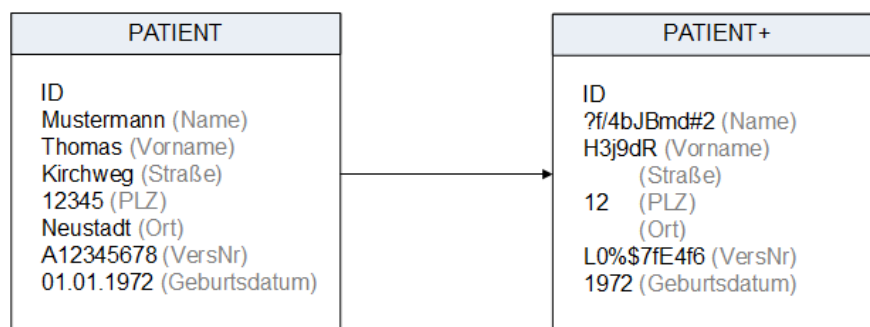 PATIENT
ID
Mustermann (Name)
Thomas (Vorname)
Kirchweg (Straße)
12345 (PLZ)
Neustadt (Ort)
A12345678 (VersNr)
01.01.1972 (Geburtsdatum)
PATIENT+
ID
?f/4bJBmd#2 (Name)
H3j9dR (Vorname)
(Straße)
12 (PLZ)
(Ort)
L0%$7fE4f6 (VersNr)
1972 (Geburtsdatum)